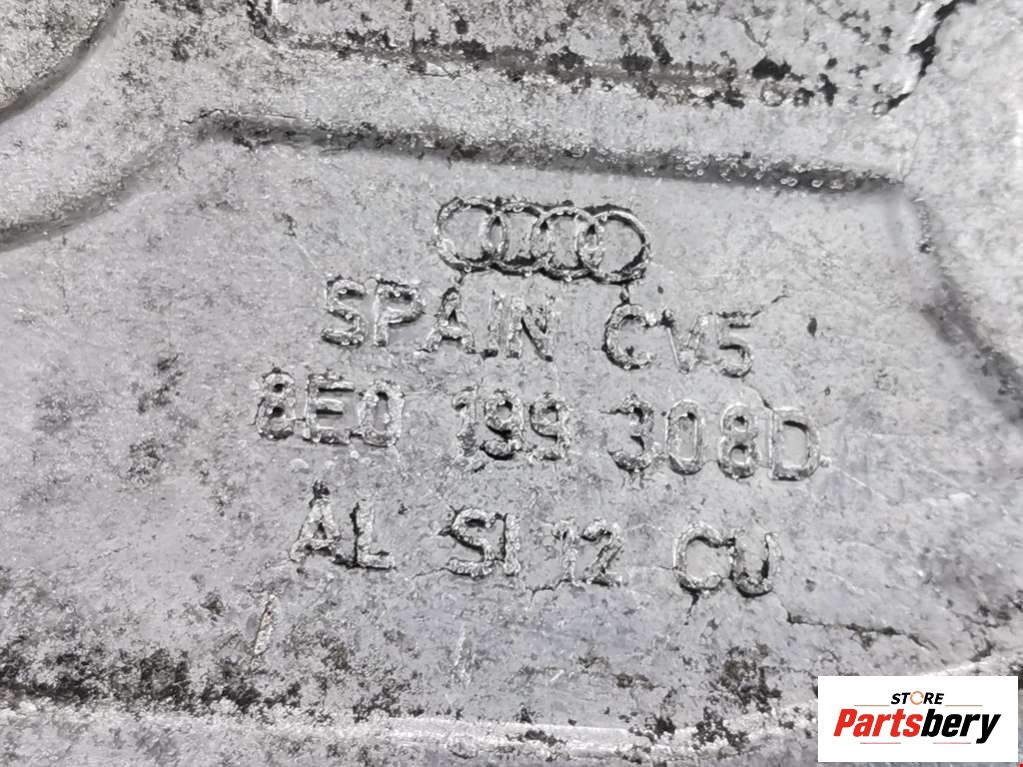 SPAIN CV5
8E0 199 308D
AL SI 12 CU
STORE
Partsbery